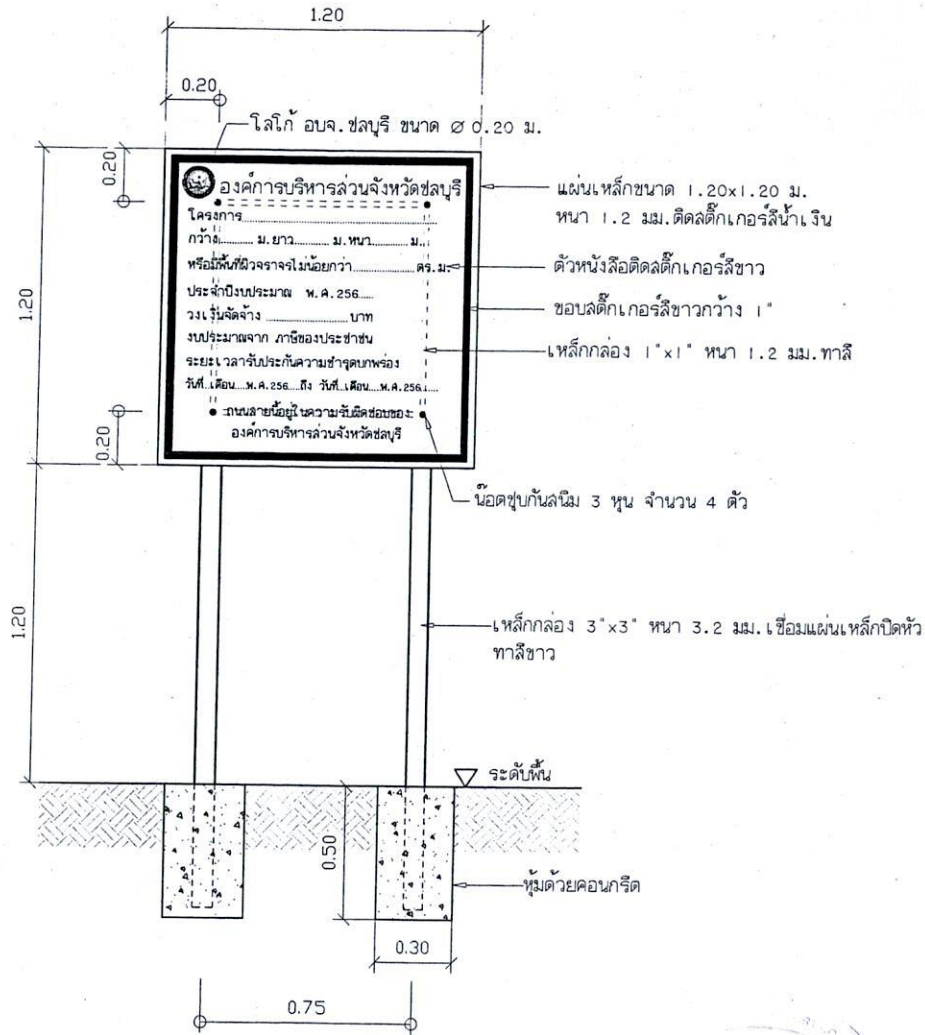 1.20
0.20
โลโก้ อบจ.ชลบุรี ขนาด Ø 0.20 ม.
0.20
องค์การบริหารส่วนจังหวัดชลบุรี
โครงการ
กว้าง.......... ม. ยาว.......... ม. หนา.......... ม.
หรือมีพื้นที่ผิวจราจรไม่น้อยกว่า.................... ตร.ม.
ประจำปีงบประมาณ พ.ศ.256.....
วงเงินจัดจ้าง .................... บาท
งบประมาณจาก ภาษีของประชาชน
ระยะเวลารับประกันความชำรุดบกพร่อง
วันที่...เดือน....พ.ศ.256....ถึง วันที่...เดือน....พ.ศ.256.....
ถนนสายนี้อยู่ในความรับผิดชอบของ
องค์การบริหารส่วนจังหวัดชลบุรี
แผ่นเหล็กขนาด 1.20x1.20 ม.
หนา 1.2 มม.ติดสติ๊กเกอร์สีน้ำเงิน
ตัวหนังสือติดสติ๊กเกอร์สีขาว
ขอบสติ๊กเกอร์สีขาวกว้าง 1"
เหล็กกล่อง 1"x1" หนา 1.2 มม.ทาสี
1.20
0.20
น๊อตชุบกันสนิม 3 หุน จำนวน 4 ตัว
1.20
เหล็กกล่อง 3"x3" หนา 3.2 มม.เชื่อมแผ่นเหล็กปิดหัว
ทาสีขาว
ระดับพื้น
0.50
หุ้มด้วยคอนกรีต
0.30
0.75